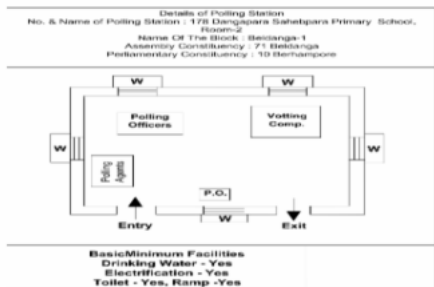 Details of Polling Station
No. & Name of Polling Station : 178 Dangapara Sahebpara Primary School,
Room-2
Name Of The Block : Beldanga-1
Assembly Constituency : 71 Beldanga
Parliamentary Constituency : 10 Berhampore
W
W
Polling
Officers
Votting
Comp.
W
W
Polling
Agents
P.O.
W
Entry
Exit
BasicMinimum Facilities
Drinking Water - Yes
Electrification - Yes
Toilet - Yes, Ramp -Yes